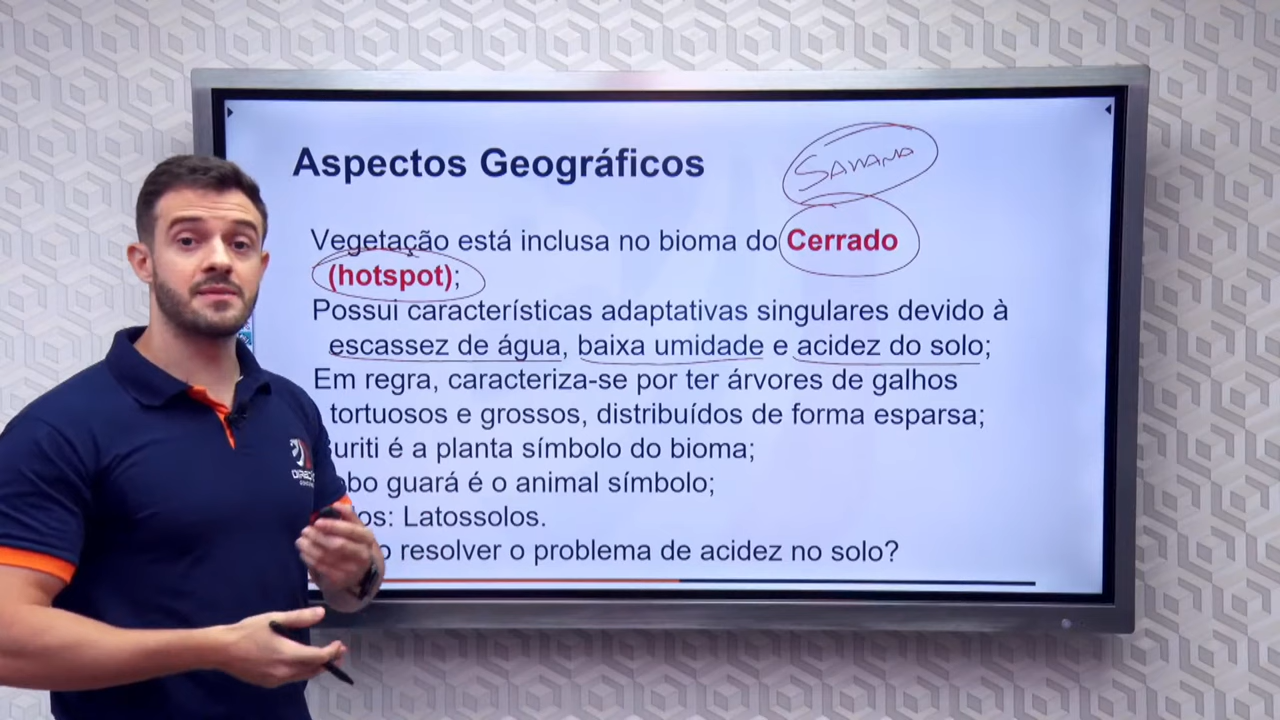 Aspectos Geográficos
SAVANA
Vegetação está inclusa no bioma do Cerrado
(hotspot);
Possui características adaptativas singulares devido à
escassez de água, baixa umidade e acidez do solo;
Em regra, caracteriza-se por ter árvores de galhos
tortuosos e grossos, distribuídos de forma esparsa;
uriti é a planta símbolo do bioma;
obo guará é o animal símbolo;
os: Latossolos.
o resolver o problema de acidez no solo?